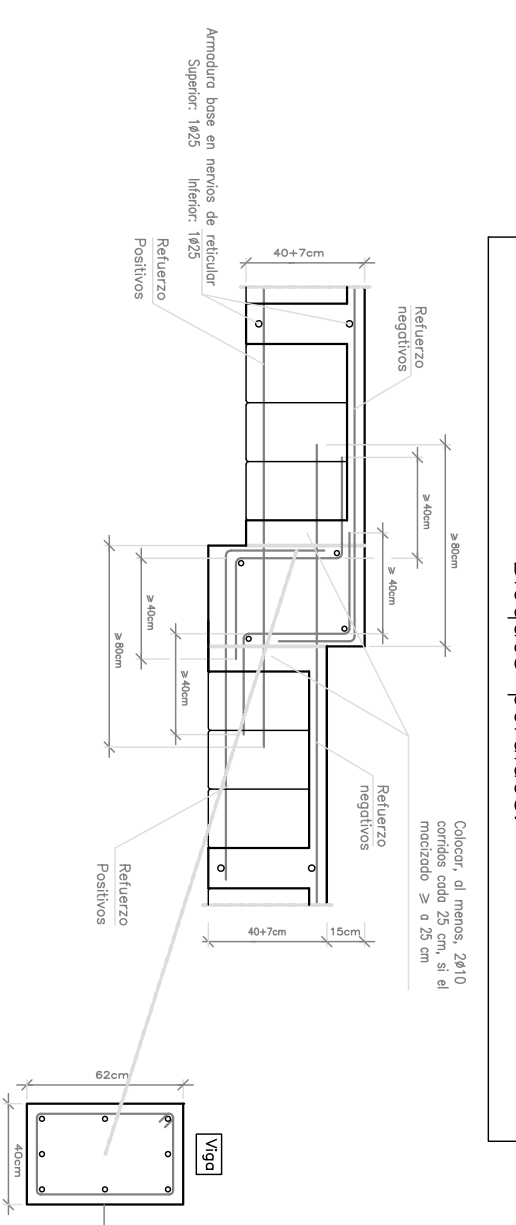 Armadura base en nervios de reticular
Superior: 1Ø25 Inferior: 1Ø25
Refuerzo
Positivos
40+7cm
Refuerzo
negativos
⩾40cm
⩾80cm
⩾ 40cm
⩾40cm
⩾80cm
⩾40cm
Refuerzo
negativos
Refuerzo
Positivos
Colocar, al menos, 2Ø10
corridos cada 25 cm, si el
macizado ⩾ a 25 cm
40+7cm
15cm
62cm
40cm
Viga